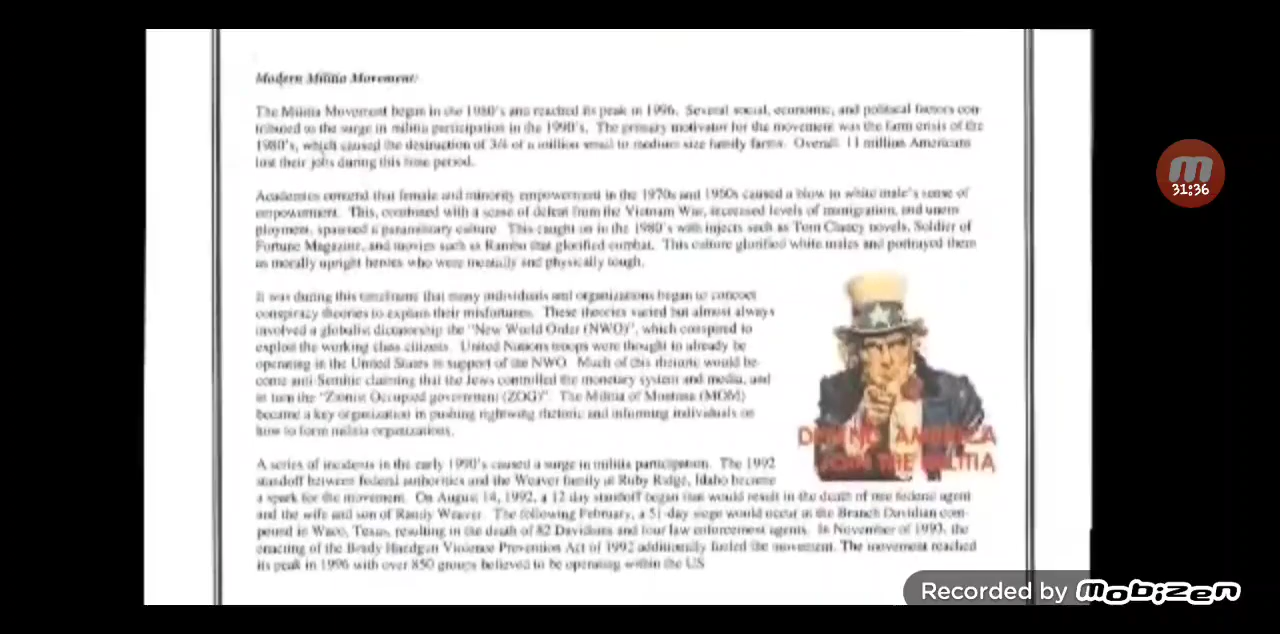 Modern Militia Movement:
The Militia Movement began in the 1980's and reached its peak in 1996. Several social, economic, and political factors con-
tributed to the surge in militia participation in the 1990's. The primary motivator for the movement was the farm crisis of the
1980's, which caused the destruction of 3/4 of a million small to medium size family farms. Overall 11 million Americans
lost their jobs during this time period.
Academics contend that female and minority empowerment in the 1970s and 1960s caused a blow to white male's sense of
empowerment. This, combined with a sense of defeat from the Vietnam War, increased levels of immigration, and unem
ployment, spawned a paramilitary culture. This caught on in the 1980's with injects such as Tom Clancy novels, Soldier of
Fortune Magazine, and movies such as Rambo that glorified combat. This culture glorified white males and portrayed them
as morally upright heroes who were mentally and physically tough.
It was during this timeframe that many individuals and organizations began to concoct
conspiracy theories to explain their misfortunes. These theories varied but almost always
involved a globalist dictatorship the "New World Order (NWO)", which conspired to
exploit the working class citizens. United Nations troops were thought to already be
operating in the United States in support of the NWO. Much of this rhetoric would be-
come anti-Semitic claiming that the Jews controlled the monetary system and media, and
in turn the "Zionist Occupied government (ZOG)". The Militia of Montana (MOM)
became a key organization in pushing rightwing rhetoric and informing individuals on
how to form militia organizations.
DEFEND AMERICA
JOIN THE MILITIA
A series of incidents in the early 1990's caused a surge in militia participation. The 1992
standoff between federal authorities and the Weaver family at Ruby Ridge, Idaho became
a spark for the movement. On August 14, 1992, a 12 day standoff began that would result in the death of one federal agent
and the wife and son of Randy Weaver. The following February, a 51-day siege would occur at the Branch Davidian com-
pound in Waco, Texas, resulting in the death of 82 Davidians and four law enforcement agents. In November of 1993, the
enacting of the Brady Handgun Violence Prevention Act of 1992 additionally fueled the movement. The movement reached
its peak in 1996 with over 850 groups believed to be operating within the US
31:36
Recorded by mobizen